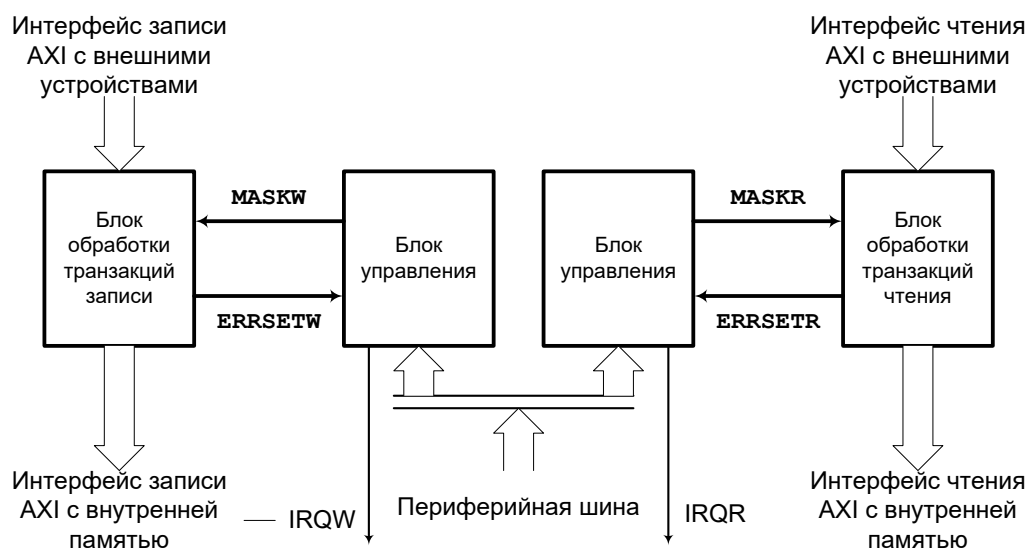 Интерфейс записи
AXI с внешними
устройствами
Интерфейс чтения
AXI с внешними
устройствами
Блок
обработки
транзакций
записи
MASKW
ERRSETW
Блок
управления
Блок
управления
MASKR
ERRSETR
Блок
обработки
транзакций
чтения
Интерфейс записи
AXI с внутренней
памятью
IRQW
Периферийная шина
IRQR
Интерфейс чтения
AXI с внутренней
памятью